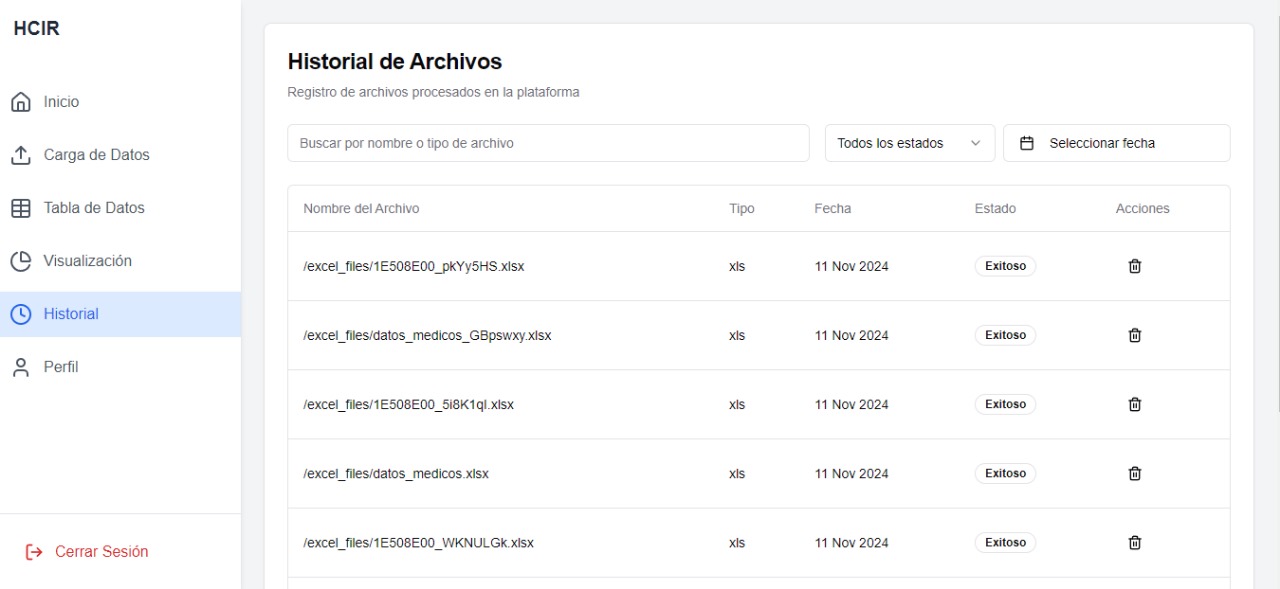 HCIR
Inicio
Carga de Datos
Tabla de Datos
Visualización
Historial
Perfil
Cerrar Sesión
Historial de Archivos
Registro de archivos procesados en la plataforma
Buscar por nombre o tipo de archivo
Todos los estados
Seleccionar fecha
Nombre del Archivo Tipo Fecha Estado Acciones
/excel_files/1E508E00_pkYy5HS.xlsx xls 11 Nov 2024 Exitoso
/excel_files/datos_medicos_GBpswxy.xlsx xls 11 Nov 2024 Exitoso
/excel_files/1E508E00_5i8K1ql.xlsx xls 11 Nov 2024 Exitoso
/excel_files/datos_medicos.xlsx xls 11 Nov 2024 Exitoso
/excel_files/1E508E00_WKNULGk.xlsx xls 11 Nov 2024 Exitoso